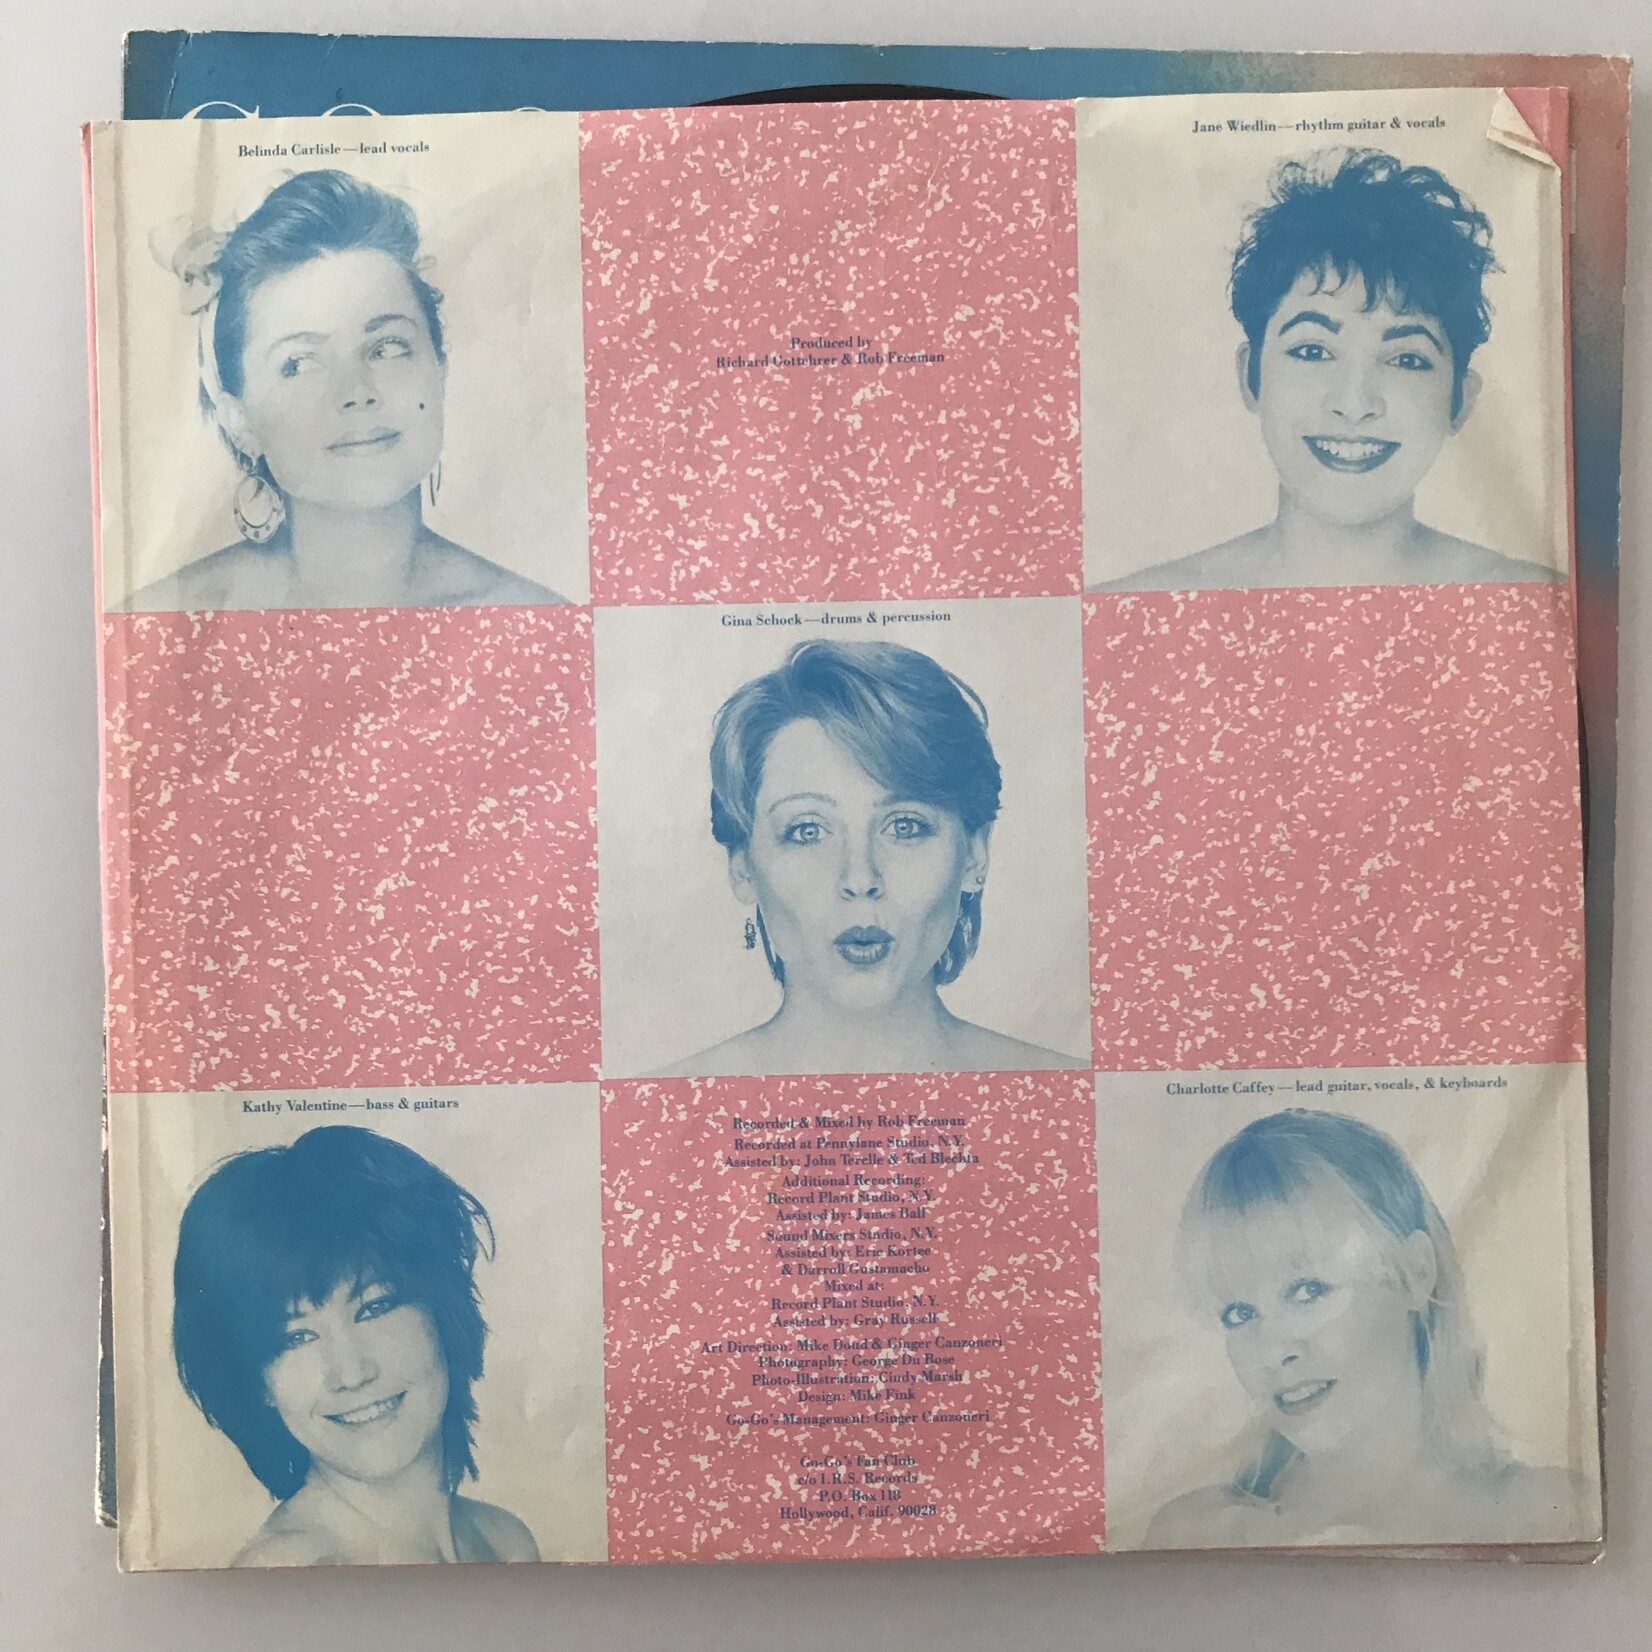 Belinda Carlisle—lead vocals
Produced by
Richard Gottehrer & Rob Freeman
Jane Wiedlin—rhythm guitar & vocals
Gina Schock—drums & percussion
Kathy Valentine—bass & guitars
Recorded & Mixed by Rob Freeman
Recorded at Pennylane Studio, N.Y.
Assisted by: John Terelle & Ted Blechta
Additional Recording:
Record Plant Studio, N.Y.
Assisted by: James Ball
Sound Mixers Studio, N.Y.
Assisted by: Eric Kortee
& Darroll Gustamacho
Mixed at:
Record Plant Studio, N.Y.
Assisted by: Gray Russell
Art Direction: Mike Doud & Ginger Canzoneri
Photography: George Du Bose
Photo-Illustration: Cindy Marsh
Design: Mike Fink
Go-Go's Management: Ginger Canzoneri
Go-Go's Fan Club
c/o I.R.S. Records
P.O. Box 118
Hollywood, Calif. 90028
Charlotte Caffey—lead guitar, vocals, & keyboards